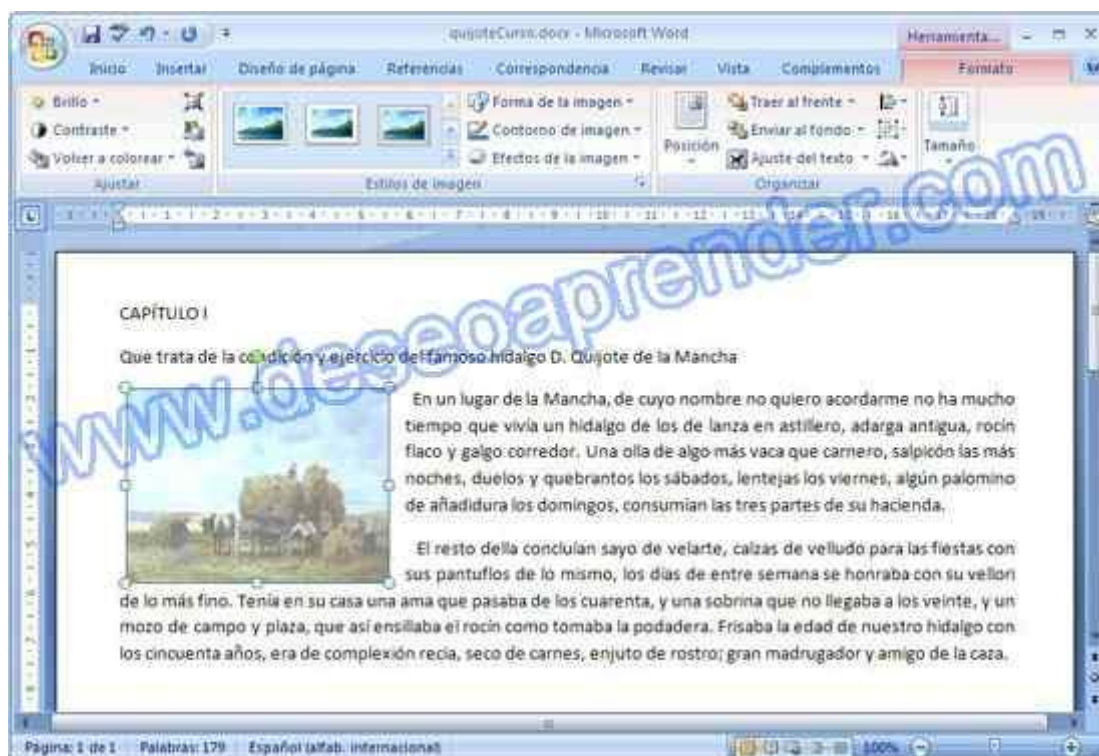 quijoteCurso.docx - Microsoft Word
Herramienta...
Inicio Insertar Diseño de página Referencias Correspondencia Revisar Vista Complementos Formato
Brillo
Contraste
Volver a colorear
Forma de la imagen
Contorno de imagen
Efectos de la imagen
Posición
Traer al frente
Enviar al fondo
Ajuste del texto
Tamaño
Ajustar Estilos de imagen Organizar
www.deseoaprender.com
CAPÍTULO I
Que trata de la condición y ejercicio del famoso hidalgo D. Quijote de la Mancha
En un lugar de la Mancha, de cuyo nombre no quiero acordarme no ha mucho
tiempo que vivía un hidalgo de los de lanza en astillero, adarga antigua, rocín
flaco y galgo corredor. Una olla de algo más vaca que carnero, salpicón las más
noches, duelos y quebrantos los sábados, lentejas los viernes, algún palomino
de añadidura los domingos, consumían las tres partes de su hacienda.
El resto della concluían sayo de velarte, calzas de velludo para las fiestas con
sus pantuflos de lo mismo, los días de entre semana se honraba con su vellori
de lo más fino. Tenía en su casa una ama que pasaba de los cuarenta, y una sobrina que no llegaba a los veinte, y un
mozo de campo y plaza, que así ensillaba el rocín como tomaba la podadera. Frisaba la edad de nuestro hidalgo con
los cincuenta años, era de complexión recia, seco de carnes, enjuto de rostro; gran madrugador y amigo de la caza.
Página: 1 de 1 Palabras: 179 Español (alfab. internacional) 100%